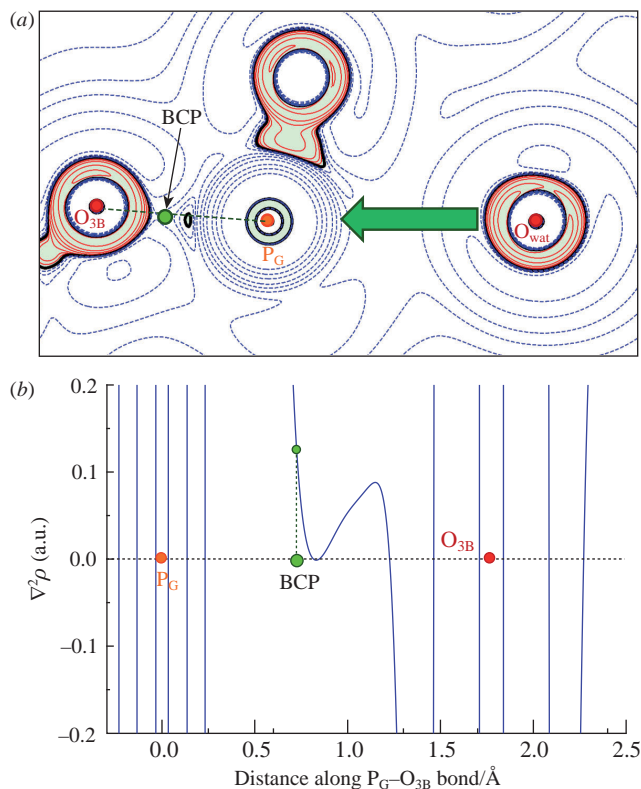 (a)
BCP
O3B
PG
Owat
(b)
0.2
0.1
0.0
−0.1
−0.2
∇²ρ (a.u.)
PG
BCP
O3B
0.0 0.5 1.0 1.5 2.0 2.5
Distance along PG–O3B bond/Å